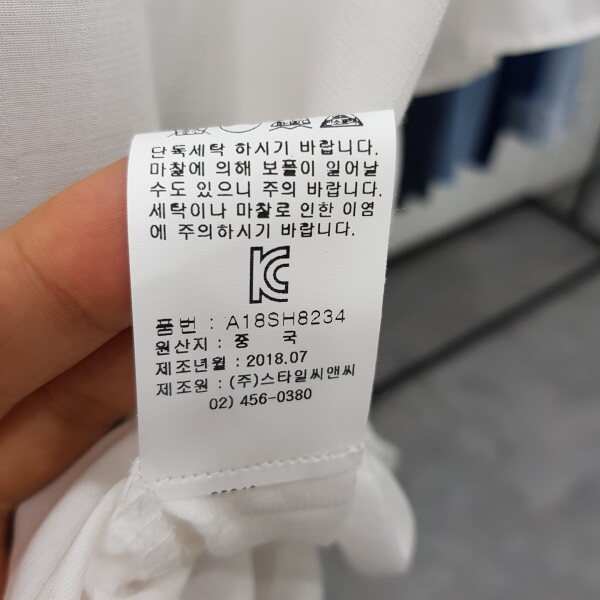 단독세탁 하시기 바랍니다.
마찰에 의해 보풀이 일어날
수도 있으니 주의 바랍니다.
세탁이나 마찰로 인한 이염
에 주의하시기 바랍니다.
KC
품번 : A18SH8234
원산지 : 중 국
제조년월 : 2018.07
제조원 : (주)스타일씨앤씨
02) 456-0380